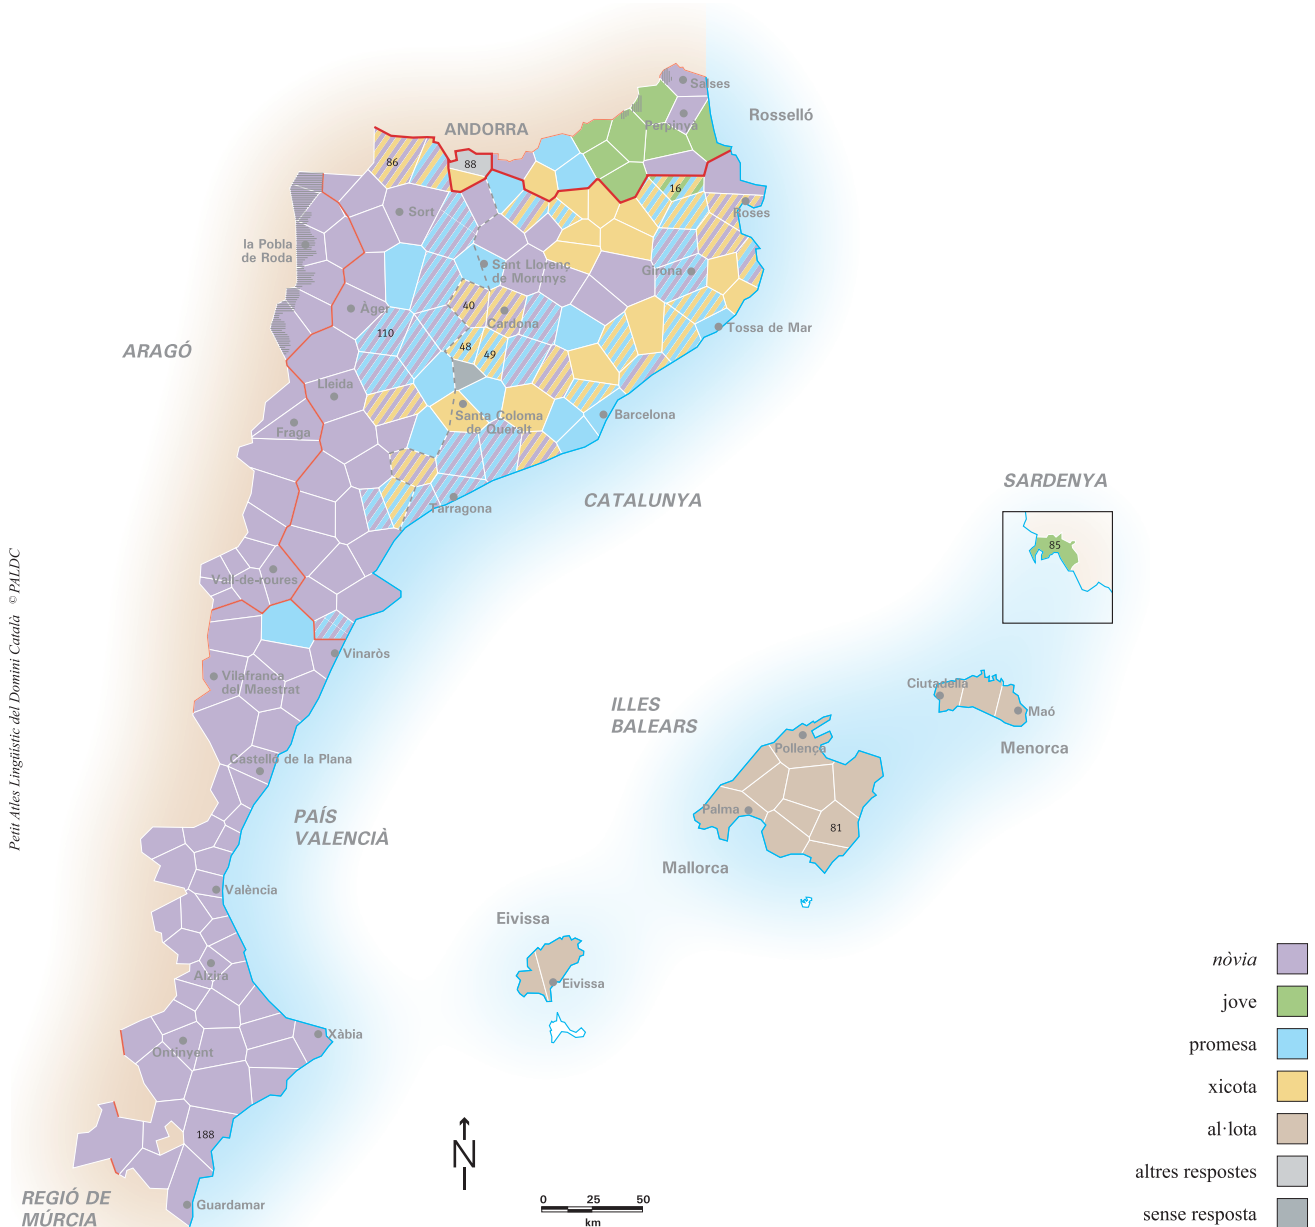 Salses
Rosselló
Perpinyà
ANDORRA
86
88
16
Sort
Roses
la Pobla
de Roda
Sant Llorenç
de Morunys
Girona
40
Àger
Cardona
110
Tossa de Mar
48
49
ARAGÓ
Lleida
Santa Coloma
de Queralt
Barcelona
Fraga
SARDENYA
CATALUNYA
Tarragona
85
Vall-de-roures
Petit Atles Lingüístic del Domini Català © PALDC
Vinaròs
Vilafranca
del Maestrat
Ciutadella
ILLES
BALEARS
Maó
Menorca
Pollença
Castelló de la Plana
PAÍS
VALENCIÀ
Palma
81
Mallorca
València
Eivissa
Alzira
Eivissa
Xàbia
Ontinyent
188
N
REGIÓ DE
MÚRCIA
Guardamar
0 25 50
km
nòvia
jove
promesa
xicota
al·lota
altres respostes
sense resposta